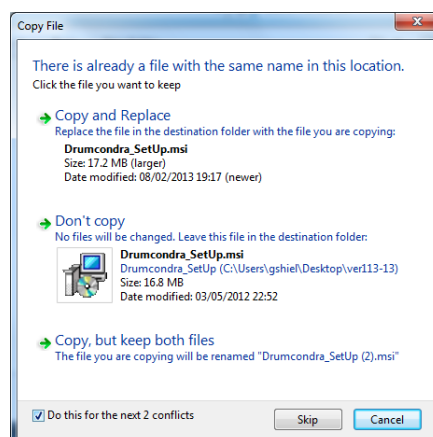 Copy File
There is already a file with the same name in this location.
Click the file you want to keep
Copy and Replace
Replace the file in the destination folder with the file you are copying:
Drumcondra_SetUp.msi
Size: 17.2 MB (larger)
Date modified: 08/02/2013 19:17 (newer)
Don't copy
No files will be changed. Leave this file in the destination folder:
Drumcondra_SetUp.msi
Drumcondra_SetUp (C:\Users\gshiel\Desktop\ver113-13)
Size: 16.8 MB
Date modified: 03/05/2012 22:52
Copy, but keep both files
The file you are copying will be renamed "Drumcondra_SetUp (2).msi"
Do this for the next 2 conflicts
Skip
Cancel